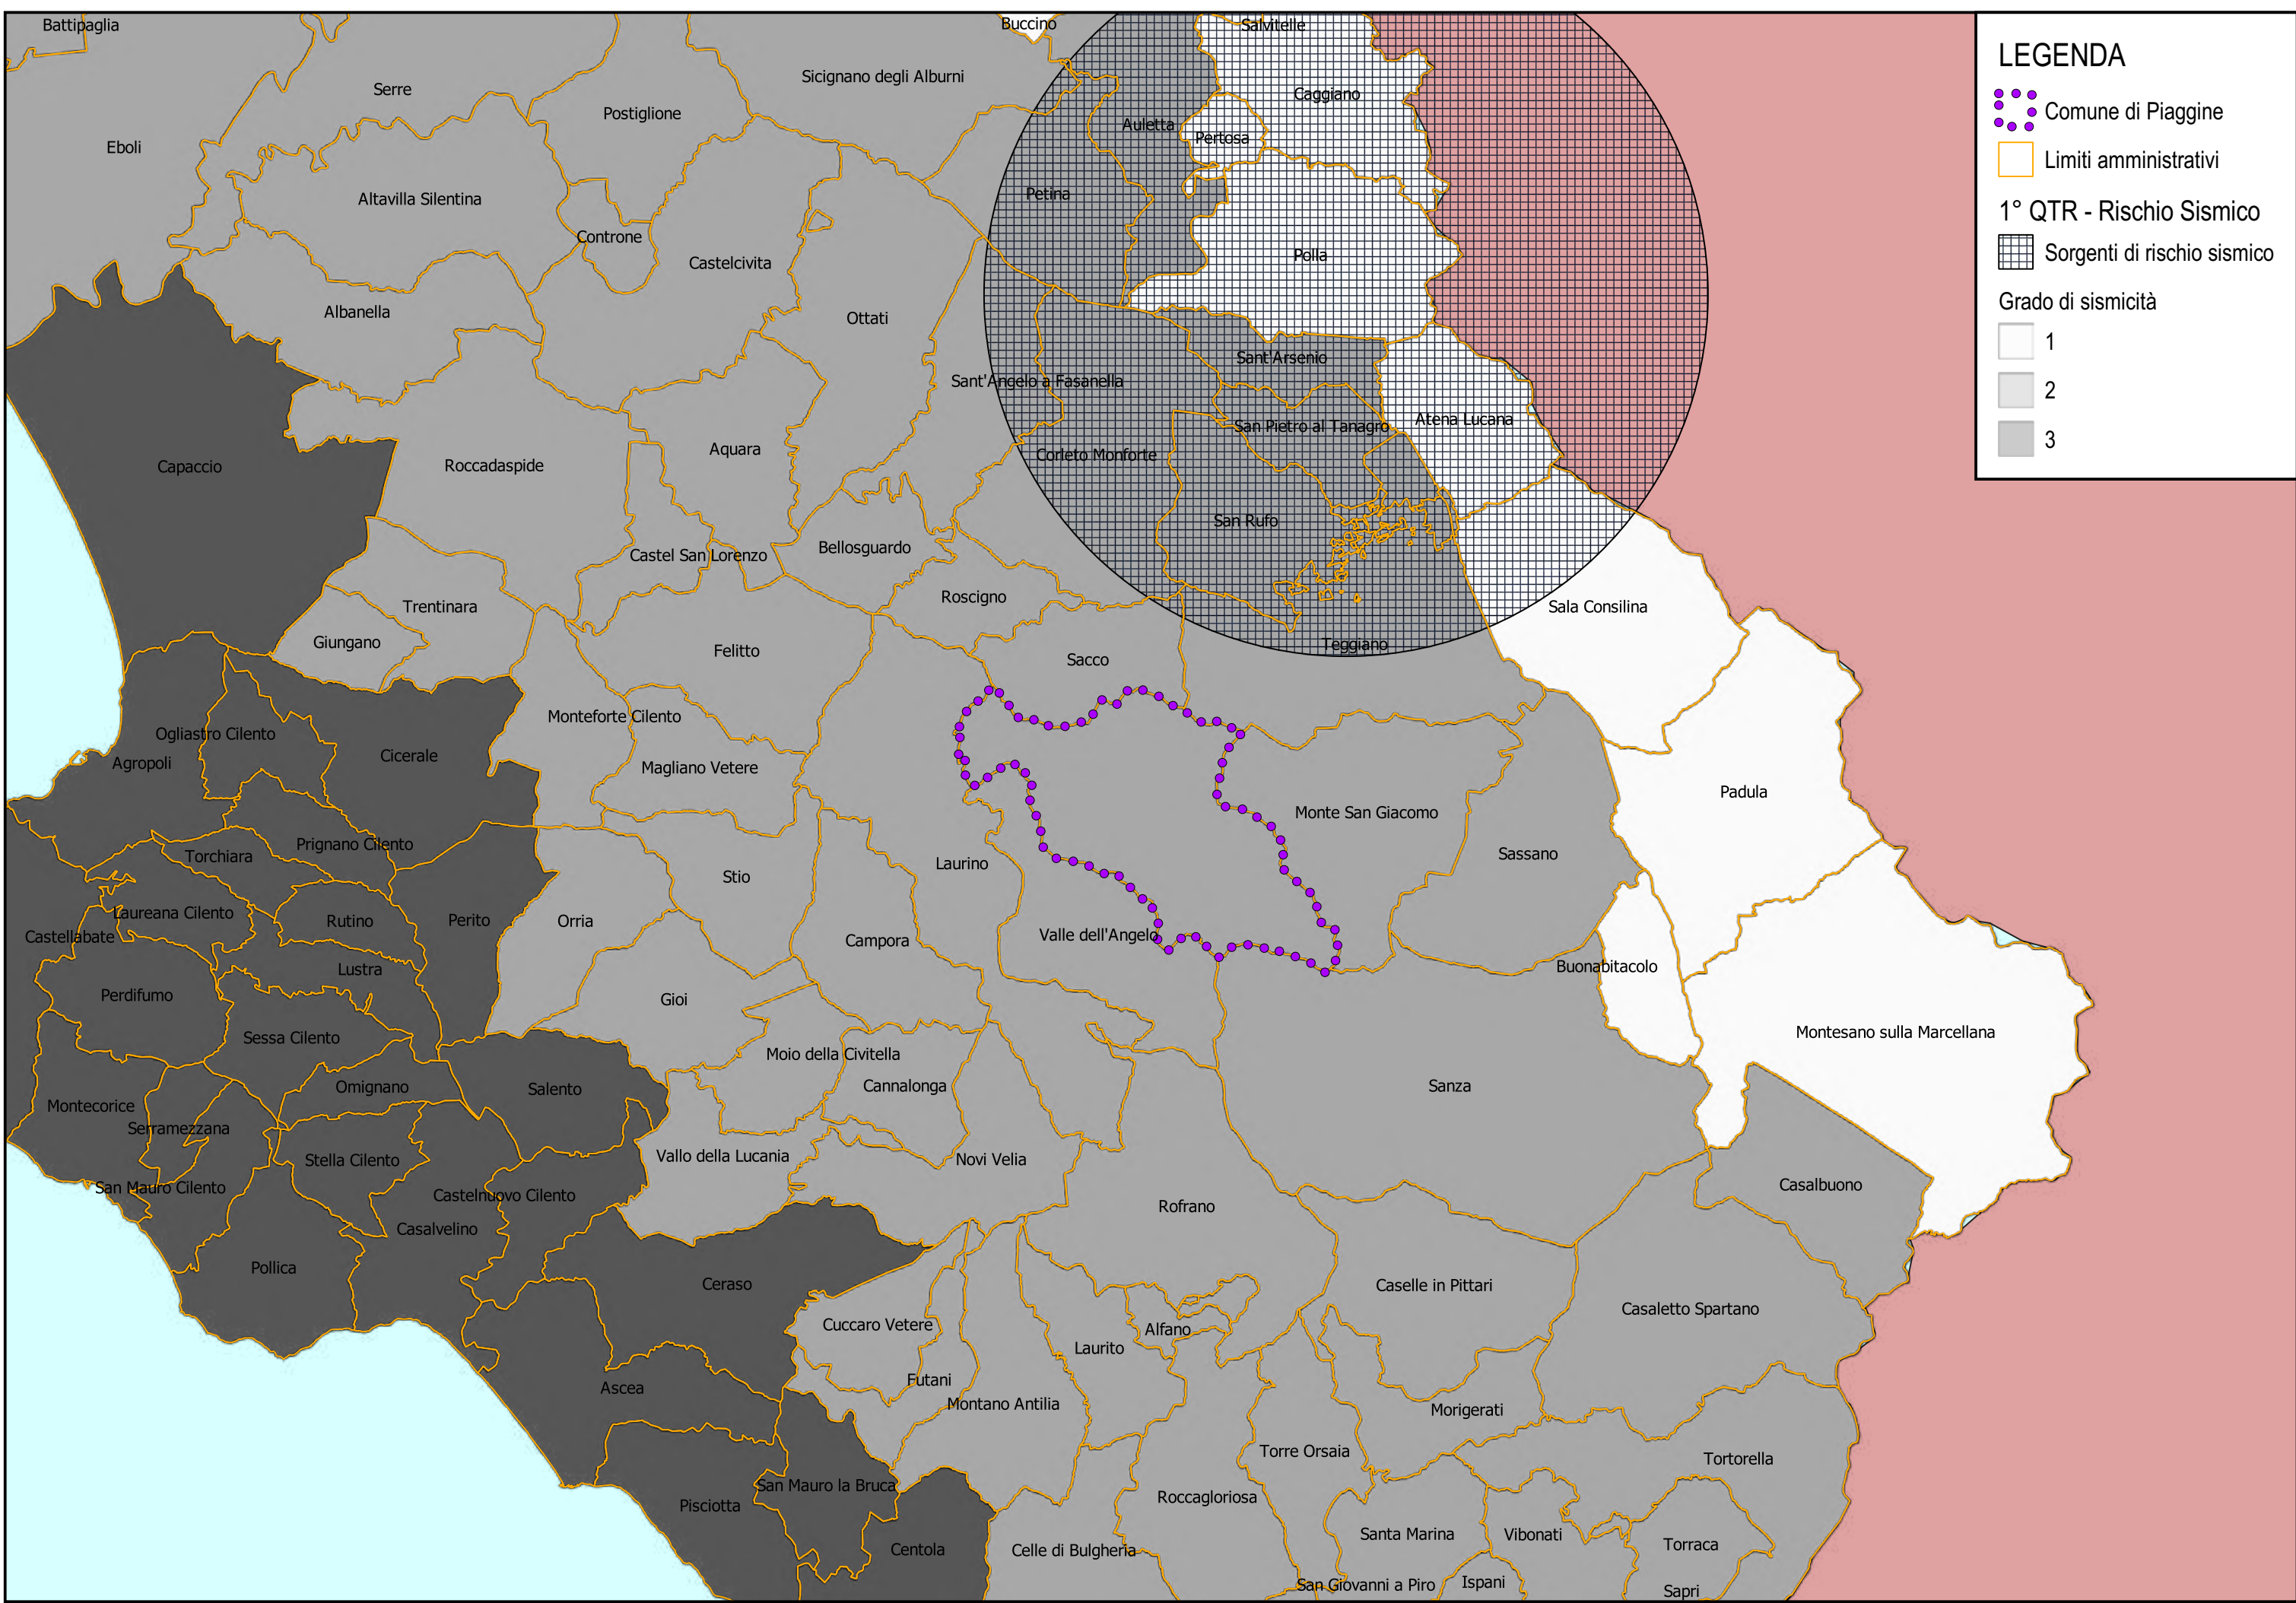 Battipaglia
Buccino
Salvitelle
Serre
Sicignano degli Alburni
Postiglione
Caggiano
Eboli
Auletta
Pertosa
Altavilla Silentina
Petina
Controne
Castelcivita
Polla
Albanella
Ottati
Sant'Arsenio
Sant'Angelo a Fasanella
Atena Lucana
San Pietro al Tanagro
Aquara
Corleto Monforte
Capaccio
Roccadaspide
San Rufo
Bellosguardo
Castel San Lorenzo
Roscigno
Trentinara
Sala Consilina
Giungano
Teggiano
Felitto
Sacco
Monteforte Cilento
Ogliastro Cilento
Cicerale
Agropoli
Magliano Vetere
Padula
Monte San Giacomo
Prignano Cilento
Torchiara
Sassano
Laurino
Stio
Laureana Cilento
Rutino
Perito
Orria
Castellabate
Valle dell'Angelo
Campora
Lustra
Buonabitacolo
Perdifumo
Gioi
Montesano sulla Marcellana
Sessa Cilento
Moio della Civitella
Omignano
Salento
Cannalonga
Sanza
Montecorice
Serramezzana
Stella Cilento
Vallo della Lucania
Novi Velia
San Mauro Cilento
Castelnuovo Cilento
Casalbuono
Rofrano
Casalvelino
Pollica
Ceraso
Caselle in Pittari
Casaletto Spartano
Cuccaro Vetere
Alfano
Laurito
Futani
Ascea
Montano Antilia
Morigerati
Torre Orsaia
Tortorella
San Mauro la Bruca
Pisciotta
Roccagloriosa
Santa Marina
Vibonati
Torraca
Centola
Celle di Bulgheria
San Giovanni a Piro
Ispani
Sapri
LEGENDA
Comune di Piaggine
Limiti amministrativi
1° QTR - Rischio Sismico
Sorgenti di rischio sismico
Grado di sismicità
1
2
3